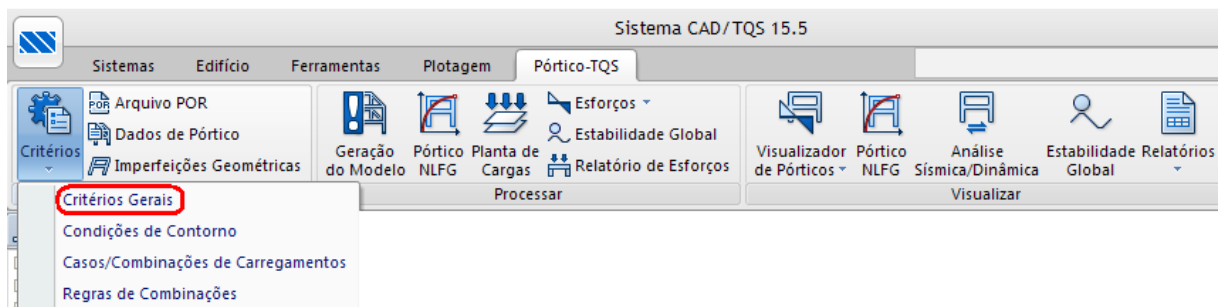 Sistema CAD/TQS 15.5
Sistemas Edifício Ferramentas Plotagem Pórtico-TQS
Critérios
Arquivo POR
Dados de Pórtico
Imperfeições Geométricas
Geração
do Modelo
Pórtico
NLFG
Planta de
Cargas
Esforços
Estabilidade Global
Relatório de Esforços
Processar
Visualizador
de Pórticos
Pórtico
NLFG
Análise
Sísmica/Dinâmica
Estabilidade
Global
Relatórios
Visualizar
Critérios Gerais
Condições de Contorno
Casos/Combinações de Carregamentos
Regras de Combinações